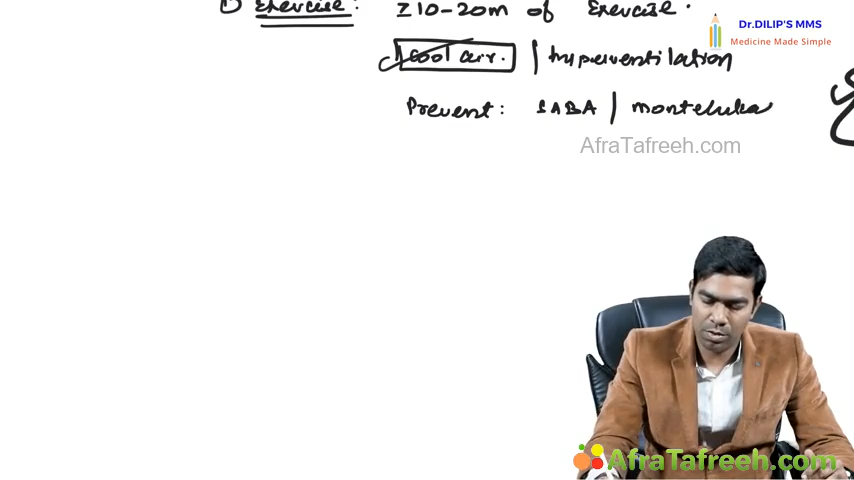 ① Exercise: ≥10-20m of Exercise.
cool air. | hyperventilation
Prevent: SABA | monteluka
Dr.DILIP'S MMS
Medicine Made Simple
AfraTafreeh.com
AfraTafreeh.com